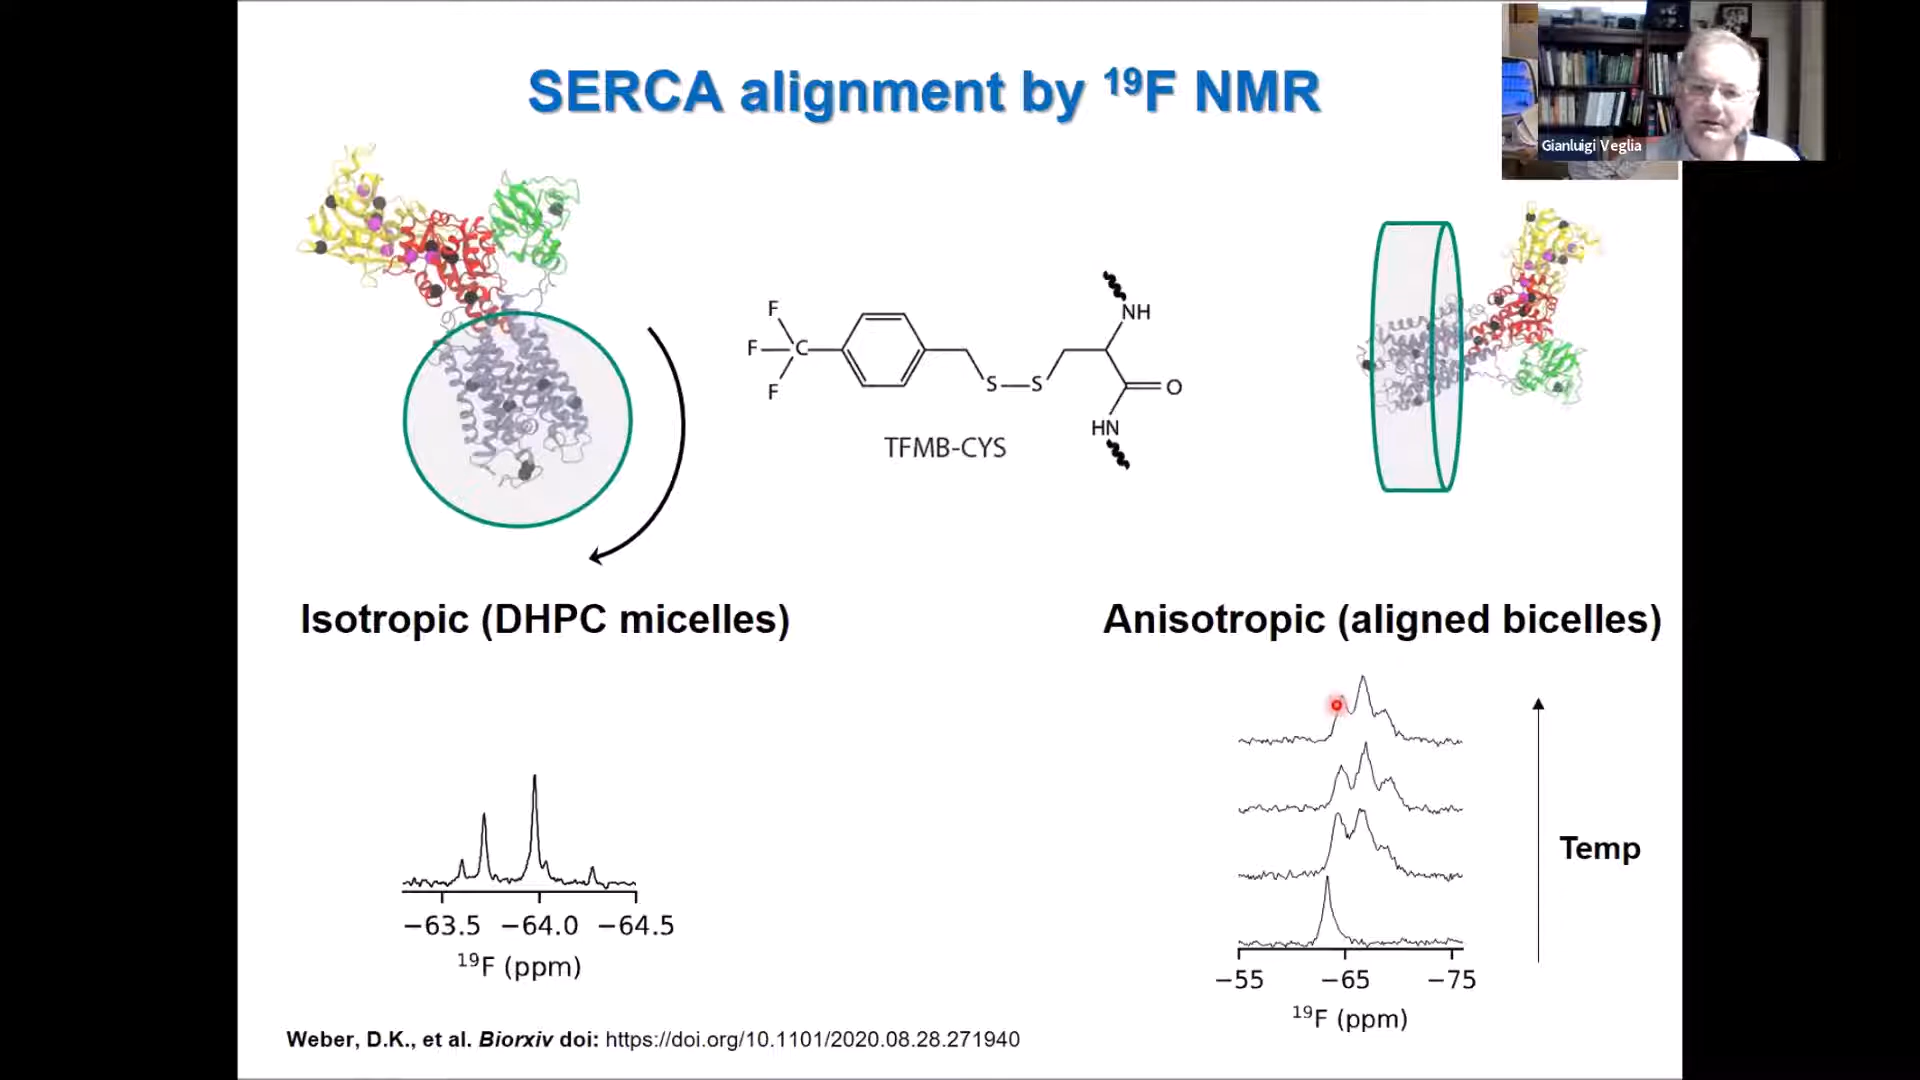 SERCA alignment by ¹⁹F NMR
Gianluigi Veglia
F
F
C
F
S
S
NH
O
HN
TFMB-CYS
Isotropic (DHPC micelles)
Anisotropic (aligned bicelles)
Temp
−63.5 −64.0 −64.5
¹⁹F (ppm)
−55 −65 −75
¹⁹F (ppm)
Weber, D.K., et al. Biorxiv doi: https://doi.org/10.1101/2020.08.28.271940